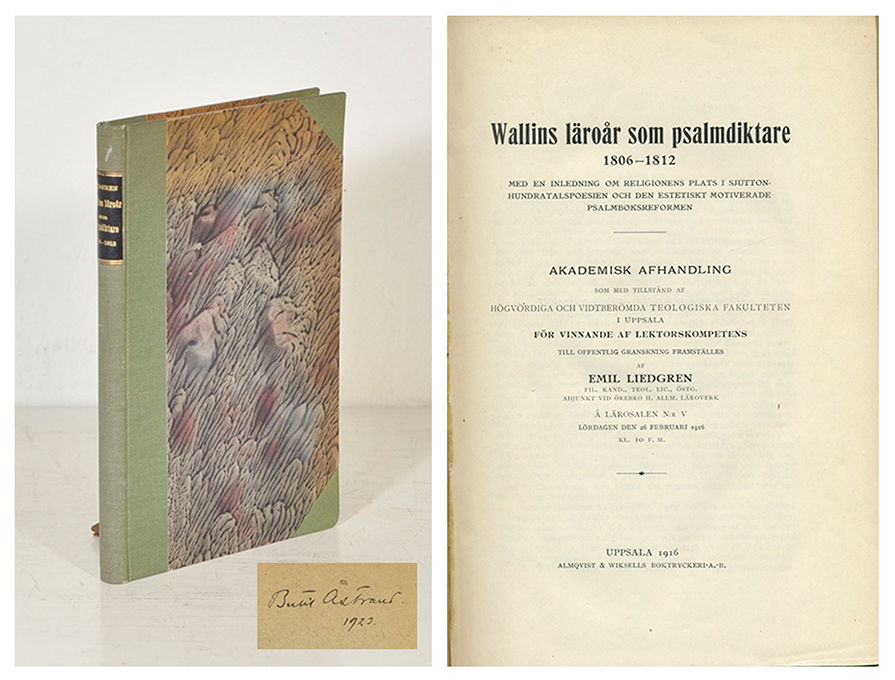 läroår
1923.
Wallins läroår som psalmdiktare
1806–1812
MED EN INLEDNING OM RELIGIONENS PLATS I SJUTTON-
HUNDRATALSPOESIEN OCH DEN ESTETISKT MOTIVERADE
PSALMBOKSREFORMEN
AKADEMISK AFHANDLING
SOM MED TILLSTÅND AF
HÖGVÖRDIGA OCH VIDTBERÖMDA TEOLOGISKA FAKULTETEN
I UPPSALA
FÖR VINNANDE AF LEKTORSKOMPETENS
TILL OFFENTLIG GRANSKNING FRAMSTÄLLES
AF
EMIL LIEDGREN
FIL. KAND., TEOL. LIC., ÖSTG.
ADJUNKT VID ÖREBRO H. ALLM. LÄROVERK
Å LÄROSALEN N:R V
LÖRDAGEN DEN 26 FEBRUARI 1916
KL. 10 F. M.
UPPSALA 1916
ALMQVIST & WIKSELLS BOKTRYCKERI-A.-B.